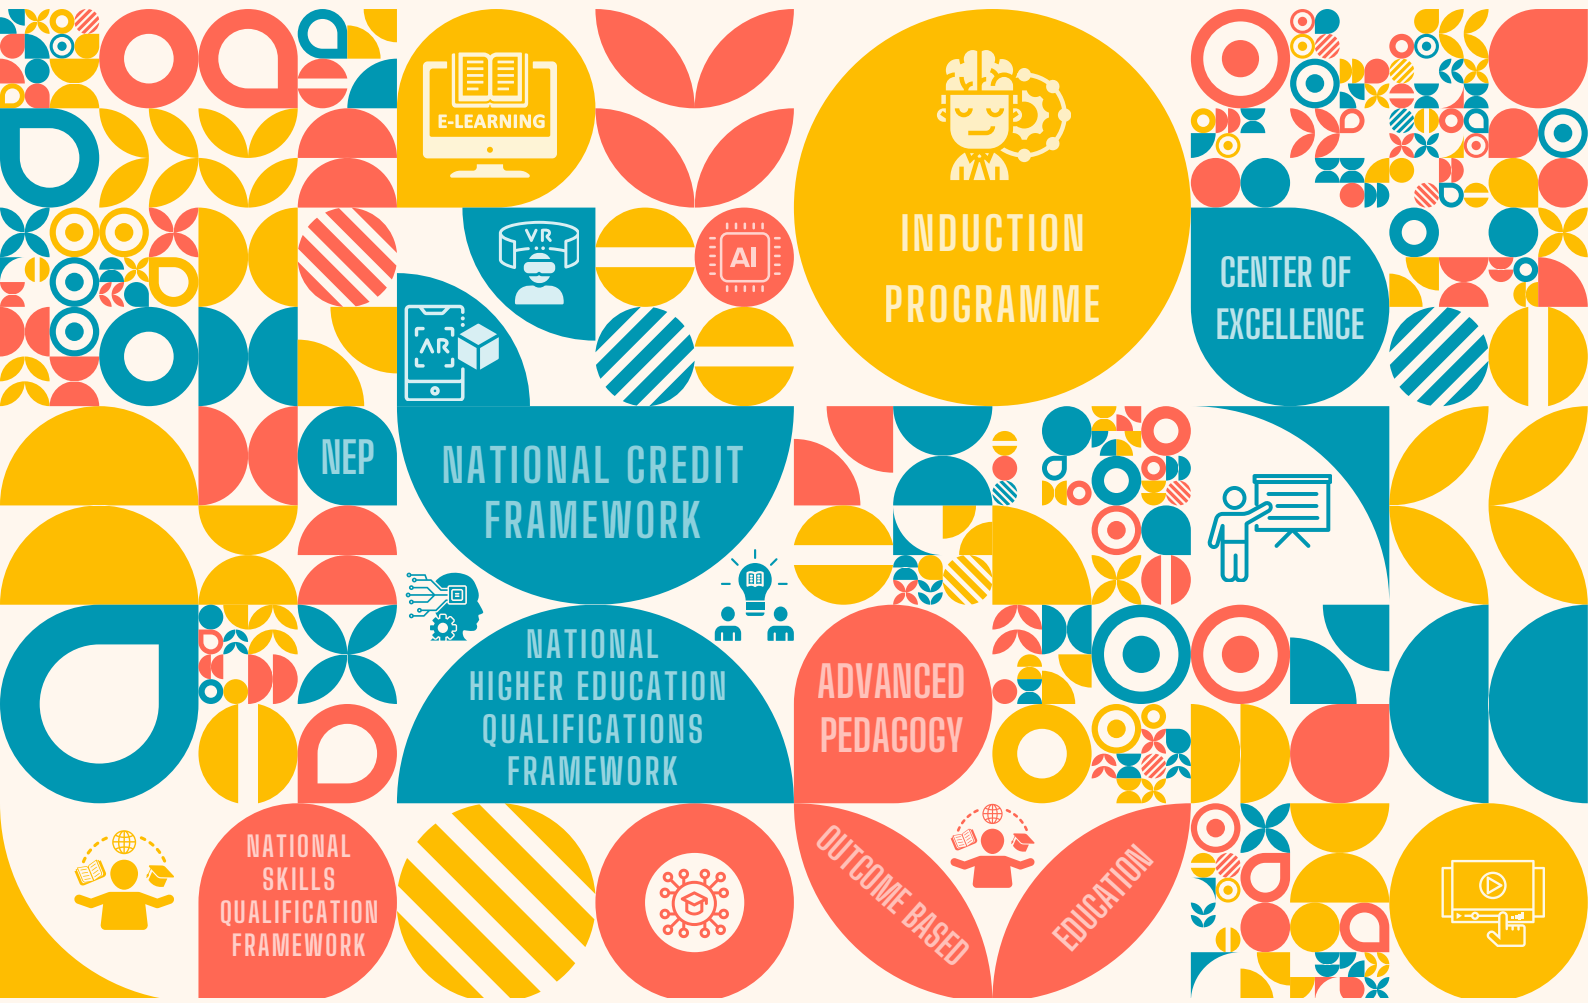 E-LEARNING
INDUCTION
PROGRAMME
VR
AI
AR
CENTER OF
EXCELLENCE
NEP
NATIONAL CREDIT
FRAMEWORK
NATIONAL
HIGHER EDUCATION
QUALIFICATIONS
FRAMEWORK
ADVANCED
PEDAGOGY
NATIONAL
SKILLS
QUALIFICATION
FRAMEWORK
OUTCOME BASED
EDUCATION